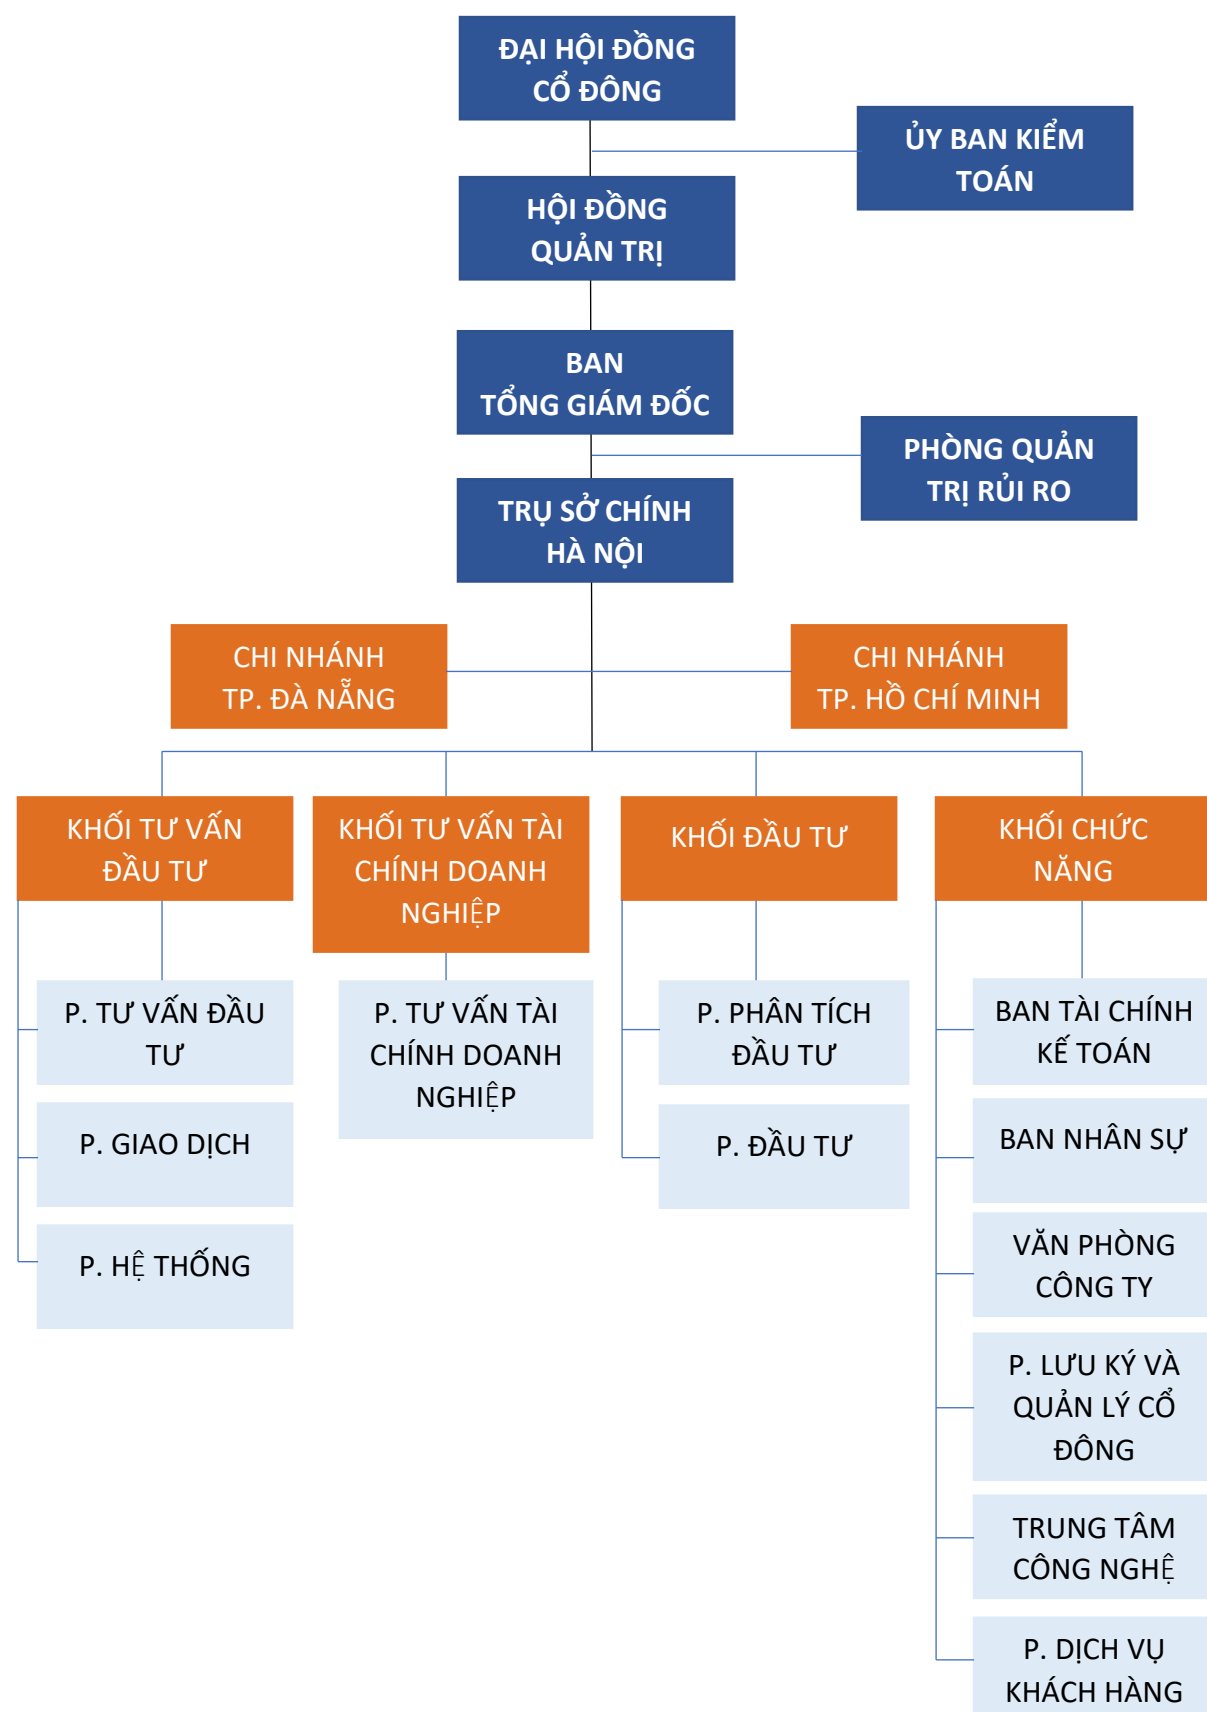 ĐẠI HỘI ĐỒNG
CỔ ĐÔNG
ỦY BAN KIỂM
TOÁN
HỘI ĐỒNG
QUẢN TRỊ
BAN
TỔNG GIÁM ĐỐC
PHÒNG QUẢN
TRỊ RỦI RO
TRỤ SỞ CHÍNH
HÀ NỘI
CHI NHÁNH
TP. ĐÀ NẴNG
CHI NHÁNH
TP. HỒ CHÍ MINH
KHỐI TƯ VẤN
ĐẦU TƯ
KHỐI TƯ VẤN TÀI
CHÍNH DOANH
NGHIỆP
KHỐI ĐẦU TƯ
KHỐI CHỨC
NĂNG
P. TƯ VẤN ĐẦU
TƯ
P. GIAO DỊCH
P. HỆ THỐNG
P. TƯ VẤN TÀI
CHÍNH DOANH
NGHIỆP
P. PHÂN TÍCH
ĐẦU TƯ
P. ĐẦU TƯ
BAN TÀI CHÍNH
KẾ TOÁN
BAN NHÂN SỰ
VĂN PHÒNG
CÔNG TY
P. LƯU KÝ VÀ
QUẢN LÝ CỔ
ĐÔNG
TRUNG TÂM
CÔNG NGHỆ
P. DỊCH VỤ
KHÁCH HÀNG